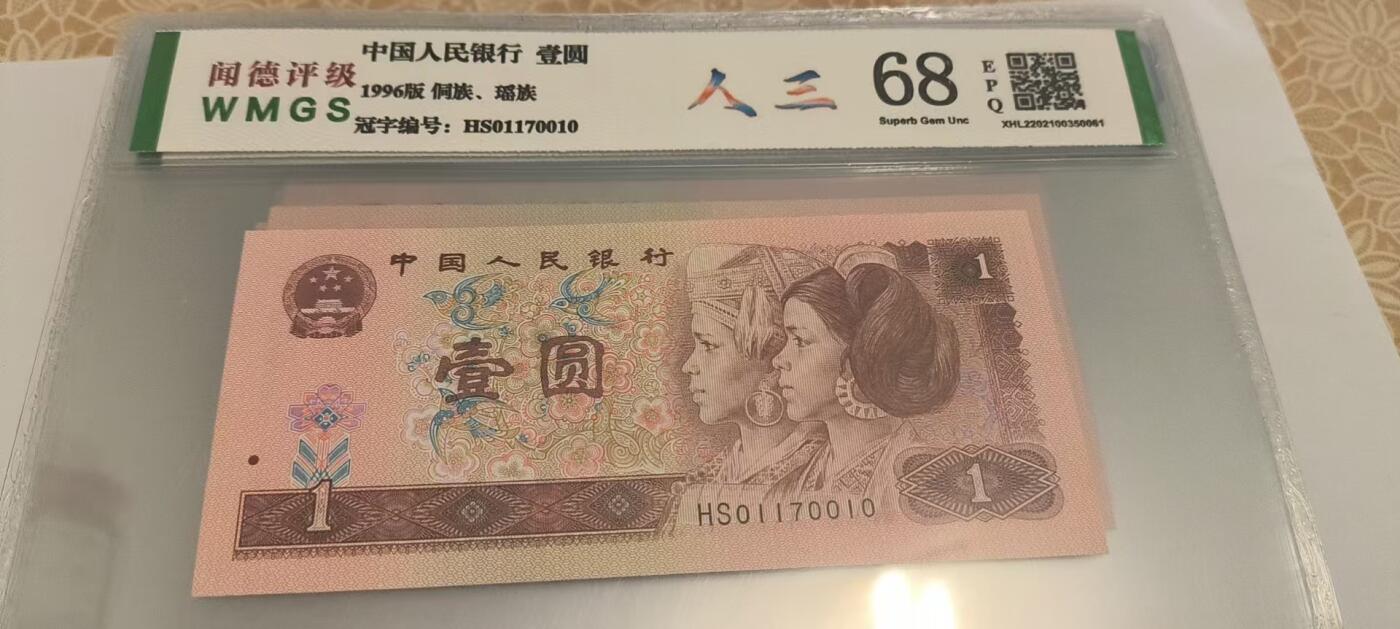 闻德评级
WMGS
中国人民银行 壹圆
1996版 侗族、瑶族
冠字编号：HS01170010
人三
68
Superb Gem Unc
EPQ
XHL2202100350061
中国人民银行
壹圆
1
1
1
HS01170010